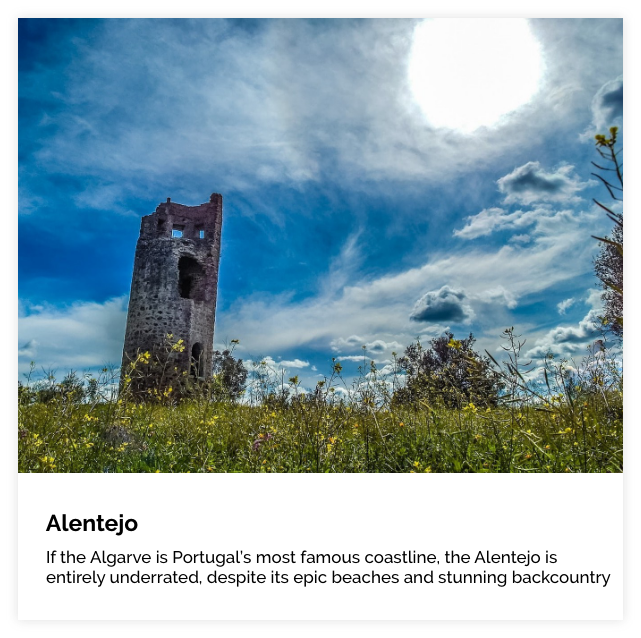 Alentejo
If the Algarve is Portugal's most famous coastline, the Alentejo is
entirely underrated, despite its epic beaches and stunning backcountry